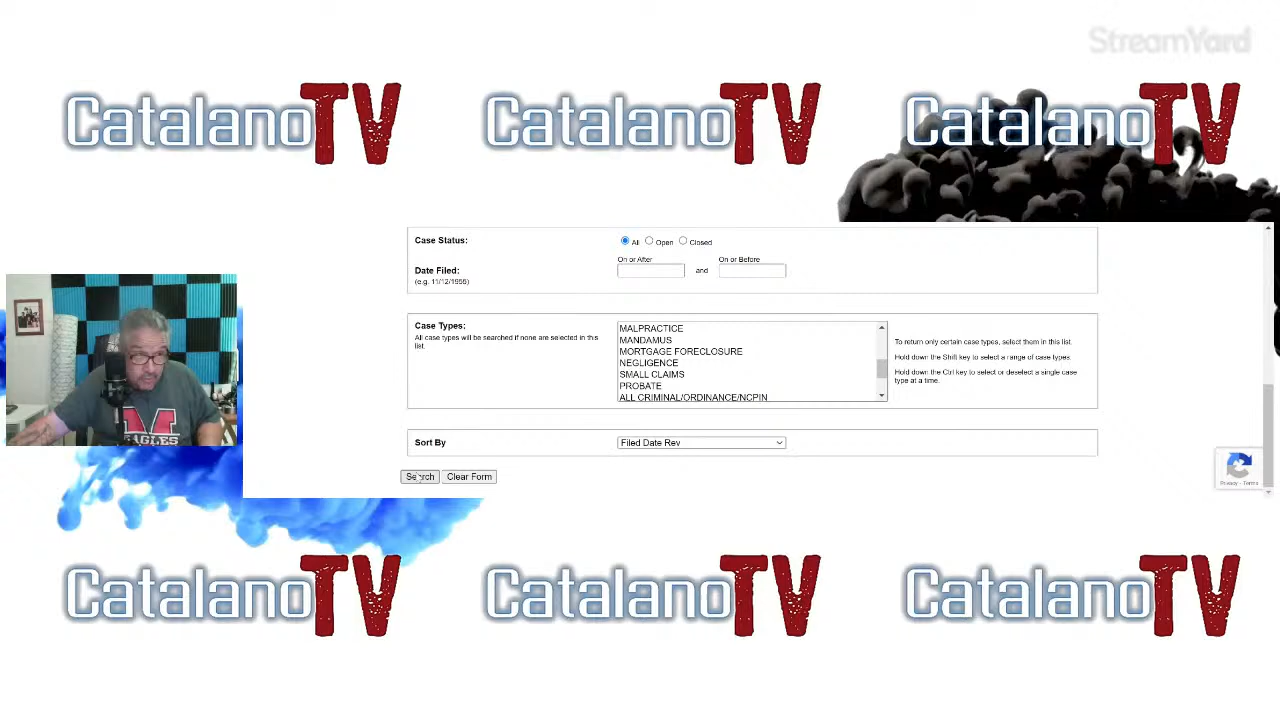 StreamYard
CatalanoTV CatalanoTV CatalanoTV
Case Status:
All Open Closed
On or After On or Before
Date Filed: and
(e.g. 11/12/1955)
Case Types:
All case types will be searched if none are selected in this
list.
MALPRACTICE
MANDAMUS
MORTGAGE FORECLOSURE
NEGLIGENCE
SMALL CLAIMS
PROBATE
ALL CRIMINAL/ORDINANCE/NCPIN
To return only certain case types, select them in this list.
Hold down the Shift key to select a range of case types.
Hold down the Ctrl key to select or deselect a single case
type at a time.
Sort By Filed Date Rev
Search Clear Form
Privacy - Terms
M
EAGLES
CatalanoTV CatalanoTV CatalanoTV